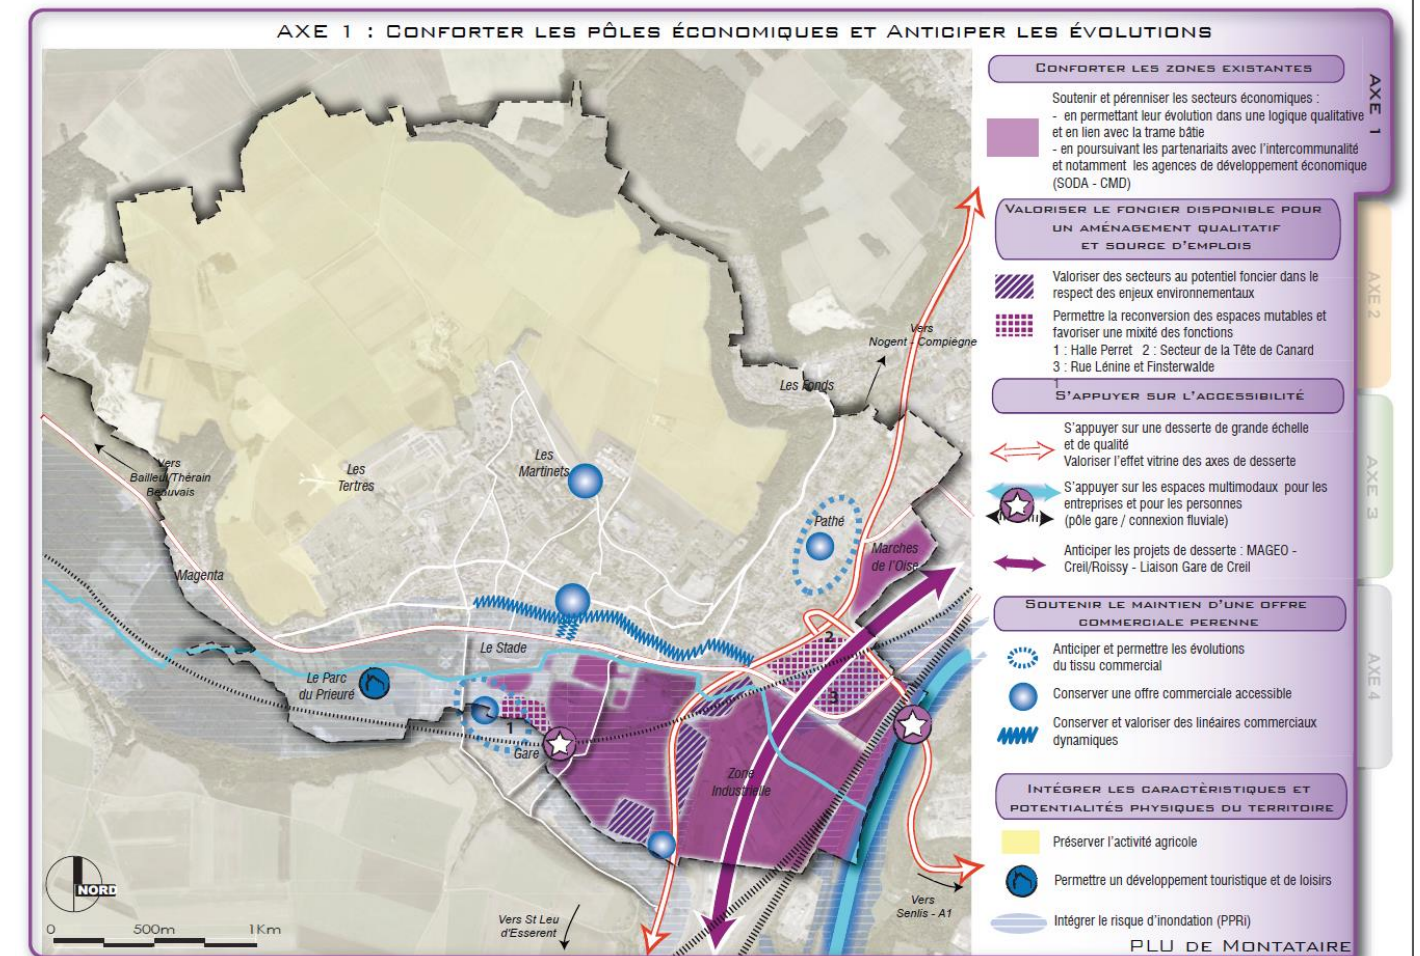 AXE 1 : Conforter les pôles économiques et Anticiper les évolutions
Conforter les zones existantes
Soutenir et pérenniser les secteurs économiques :
- en permettant leur évolution dans une logique qualitative
et en lien avec la trame bâtie
- en poursuivant les partenariaits avec l'intercommunalité
et notamment les agences de développement économique
(SODA - CMD)
Valoriser le foncier disponible pour
un aménagement qualitatif
et source d'emplois
Valoriser des secteurs au potentiel foncier dans le
respect des enjeux environnementaux
Permettre la reconversion des espaces mutables et
favoriser une mixité des fonctions
1 : Halle Perret 2 : Secteur de la Tête de Canard
3 : Rue Lénine et Finsterwalde
1
S'appuyer sur l'accessibilité
S'appuyer sur une desserte de grande échelle
et de qualité
Valoriser l'effet vitrine des axes de desserte
S'appuyer sur les espaces multimodaux pour les
entreprises et pour les personnes
(pôle gare / connexion fluviale)
Anticiper les projets de desserte : MAGEO -
Creil/Roissy - Liaison Gare de Creil
Soutenir le maintien d'une offre
commerciale perenne
Anticiper et permettre les évolutions
du tissu commercial
Conserver une offre commerciale accessible
Conserver et valoriser des linéaires commerciaux
dynamiques
Intégrer les caractèristiques et
potentialités physiques du territoire
Préserver l'activité agricole
Permettre un développement touristique et de loisirs
Intégrer le risque d'inondation (PPRi)
PLU de Montataire
AXE 1
AXE 2
AXE 3
AXE 4
Vers
Nogent - Compiègne
Les Fonds
Les
Martinets
Les
Tertres
Vers
Bailleul/Thérain
Beauvais
Pathé
Marches
de l'Oise
Magenta
Le Stade
2
Le Parc
du Prieuré
3
1
Gare
Zone
Industrielle
NORD
Vers
Senlis - A1
Vers St Leu
d'Esserent
0 500m 1Km